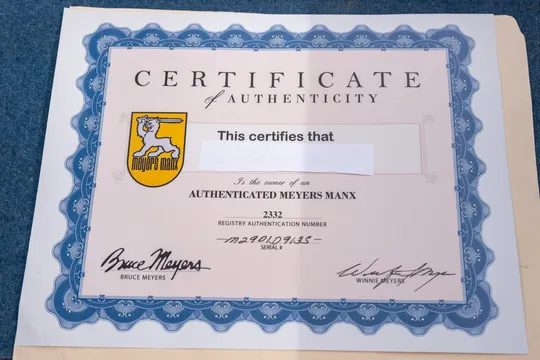 CERTIFICATE
of AUTHENTICITY
meyers manx
This certifies that
Is the owner of an
AUTHENTICATED MEYERS MANX
2332
REGISTRY AUTHENTICATION NUMBER
SERIAL #
Bruce Meyers
BRUCE MEYERS
WINNIE MEYERS